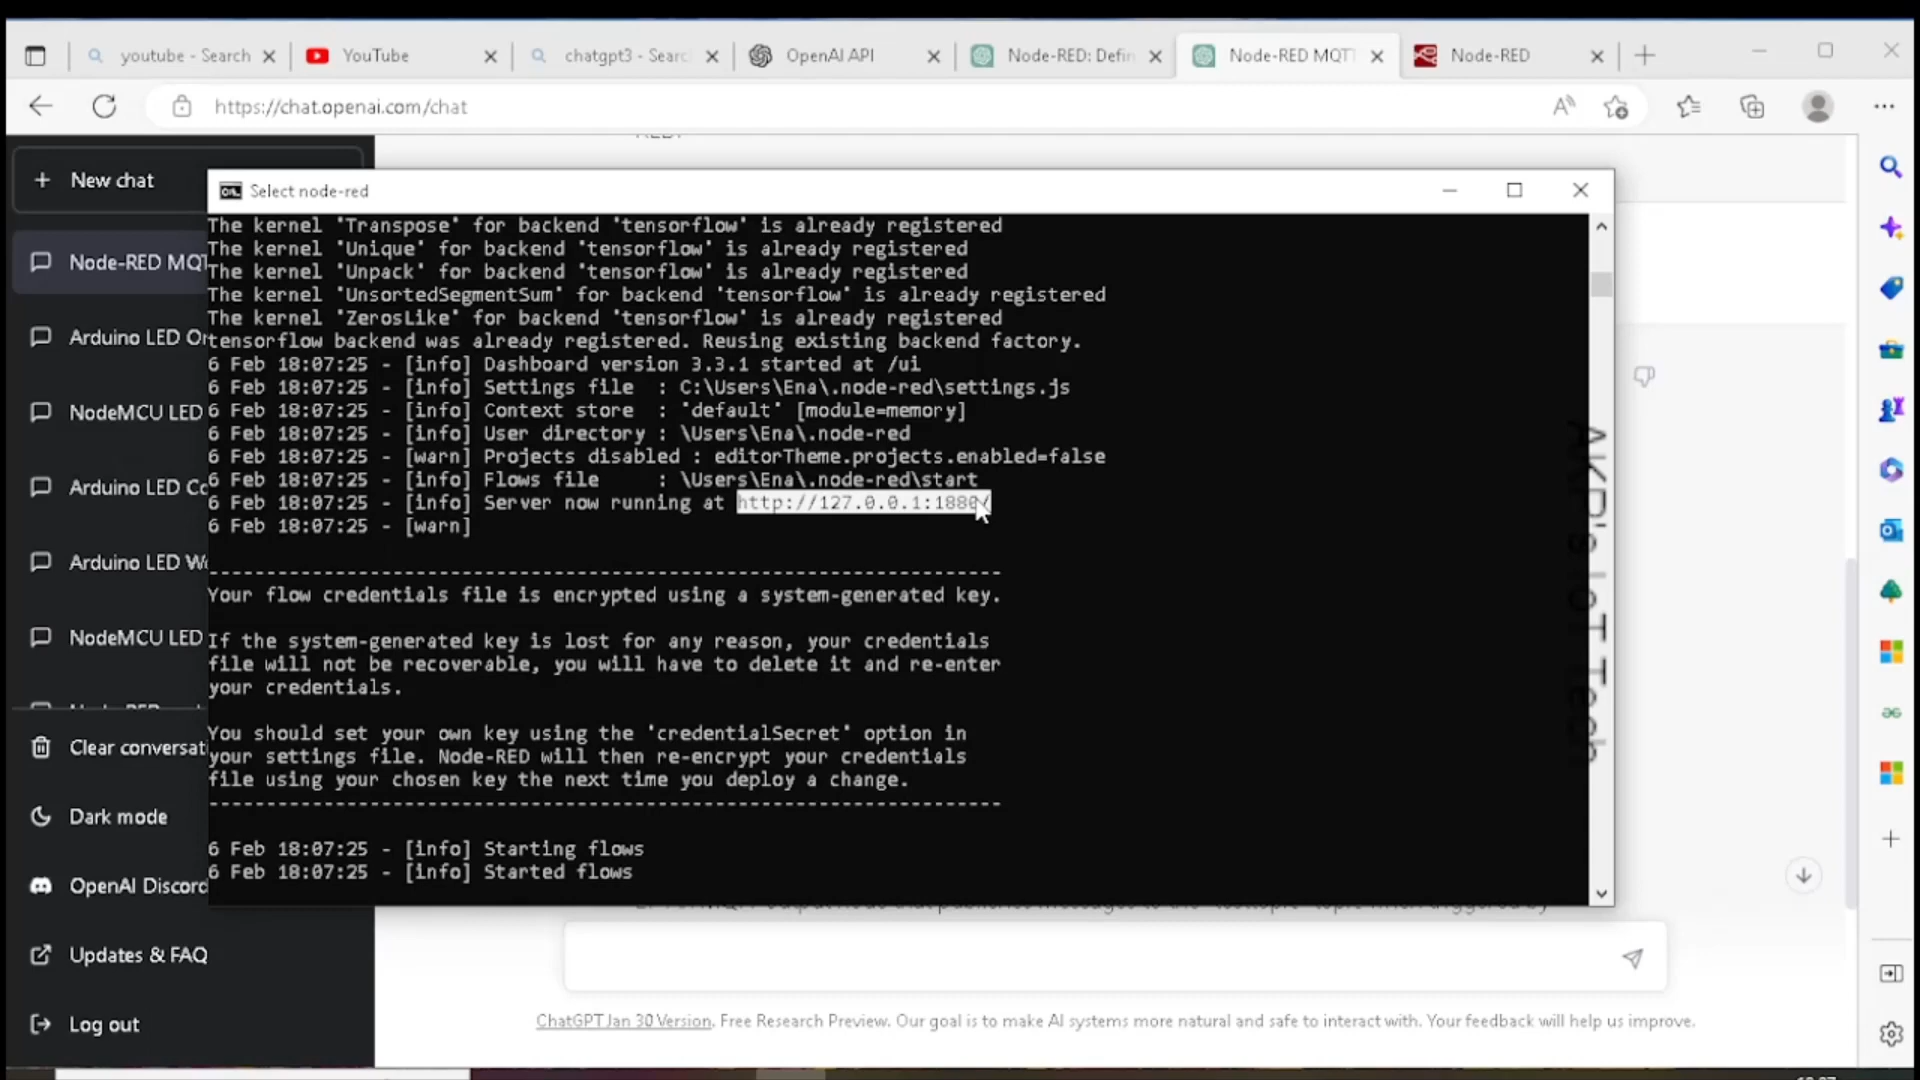 youtube - Search
YouTube
chatgpt3 - Searc
OpenAI API
Node-RED: Defin
Node-RED MQTT
Node-RED
https://chat.openai.com/chat
New chat
Node-RED MQT
Arduino LED On
NodeMCU LED
Arduino LED Co
Arduino LED Wo
NodeMCU LED
Clear conversat
Dark mode
OpenAI Discord
Updates & FAQ
Log out
Select node-red
The kernel 'Transpose' for backend 'tensorflow' is already registered
The kernel 'Unique' for backend 'tensorflow' is already registered
The kernel 'Unpack' for backend 'tensorflow' is already registered
The kernel 'UnsortedSegmentSum' for backend 'tensorflow' is already registered
The kernel 'ZerosLike' for backend 'tensorflow' is already registered
tensorflow backend was already registered. Reusing existing backend factory.
6 Feb 18:07:25 - [info] Dashboard version 3.3.1 started at /ui
6 Feb 18:07:25 - [info] Settings file  : C:\Users\Ena\.node-red\settings.js
6 Feb 18:07:25 - [info] Context store  : 'default' [module=memory]
6 Feb 18:07:25 - [info] User directory : \Users\Ena\.node-red
6 Feb 18:07:25 - [warn] Projects disabled : editorTheme.projects.enabled=false
6 Feb 18:07:25 - [info] Flows file     : \Users\Ena\.node-red\start
6 Feb 18:07:25 - [info] Server now running at http://127.0.0.1:1880/
6 Feb 18:07:25 - [warn]
---------------------------------------------------------------------
Your flow credentials file is encrypted using a system-generated key.
If the system-generated key is lost for any reason, your credentials
file will not be recoverable, you will have to delete it and re-enter
your credentials.
You should set your own key using the 'credentialSecret' option in
your settings file. Node-RED will then re-encrypt your credentials
file using your chosen key the next time you deploy a change.
---------------------------------------------------------------------
6 Feb 18:07:25 - [info] Starting flows
6 Feb 18:07:25 - [info] Started flows
AKP's IoT Tech
ChatGPT Jan 30 Version. Free Research Preview. Our goal is to make AI systems more natural and safe to interact with. Your feedback will help us improve.